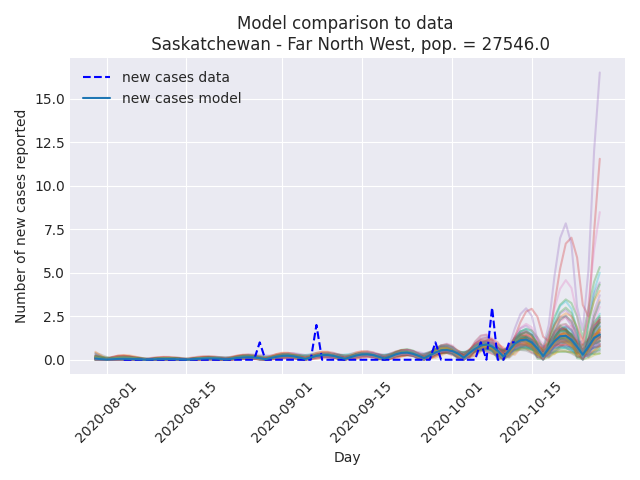 Model comparison to data
Saskatchewan - Far North West, pop. = 27546.0
new cases data
new cases model
Number of new cases reported
15.0
12.5
10.0
7.5
5.0
2.5
0.0
2020-08-01
2020-08-15
2020-09-01
2020-09-15
2020-10-01
2020-10-15
Day